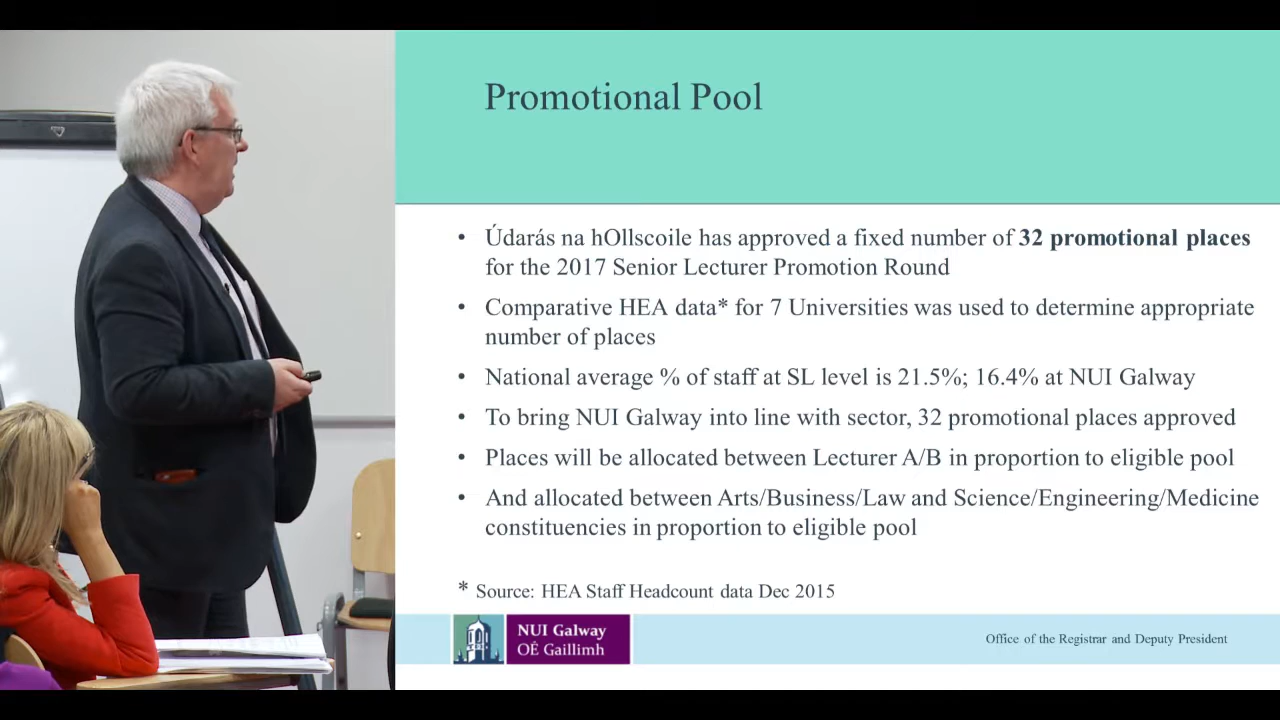 Promotional Pool
• Údarás na hOllscoile has approved a fixed number of 32 promotional places
for the 2017 Senior Lecturer Promotion Round
• Comparative HEA data* for 7 Universities was used to determine appropriate
number of places
• National average % of staff at SL level is 21.5%; 16.4% at NUI Galway
• To bring NUI Galway into line with sector, 32 promotional places approved
• Places will be allocated between Lecturer A/B in proportion to eligible pool
• And allocated between Arts/Business/Law and Science/Engineering/Medicine
constituencies in proportion to eligible pool
* Source: HEA Staff Headcount data Dec 2015
NUI Galway
OÉ Gaillimh
Office of the Registrar and Deputy President